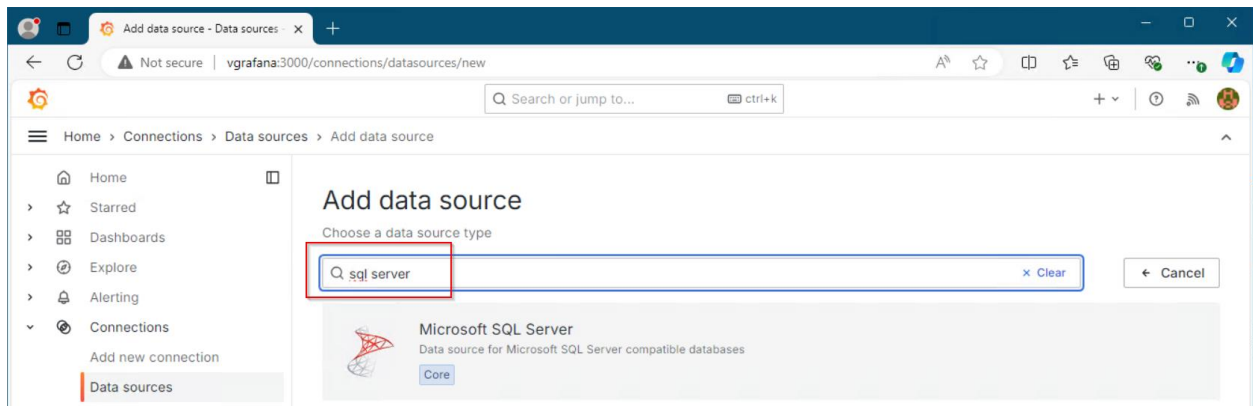 Add data source - Data sources -
Not secure | vgrafana:3000/connections/datasources/new
Search or jump to... ctrl+k
Home > Connections > Data sources > Add data source
Home
Starred
Dashboards
Explore
Alerting
Connections
Add new connection
Data sources
Add data source
Choose a data source type
sql server
× Clear
← Cancel
Microsoft SQL Server
Data source for Microsoft SQL Server compatible databases
Core